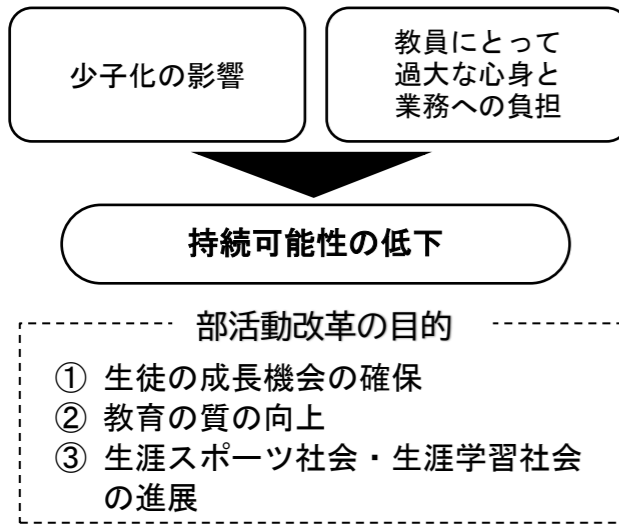 少子化の影響
教員にとって
過大な心身と
業務への負担
持続可能性の低下
部活動改革の目的
① 生徒の成長機会の確保
② 教育の質の向上
③ 生涯スポーツ社会・生涯学習社会
の進展